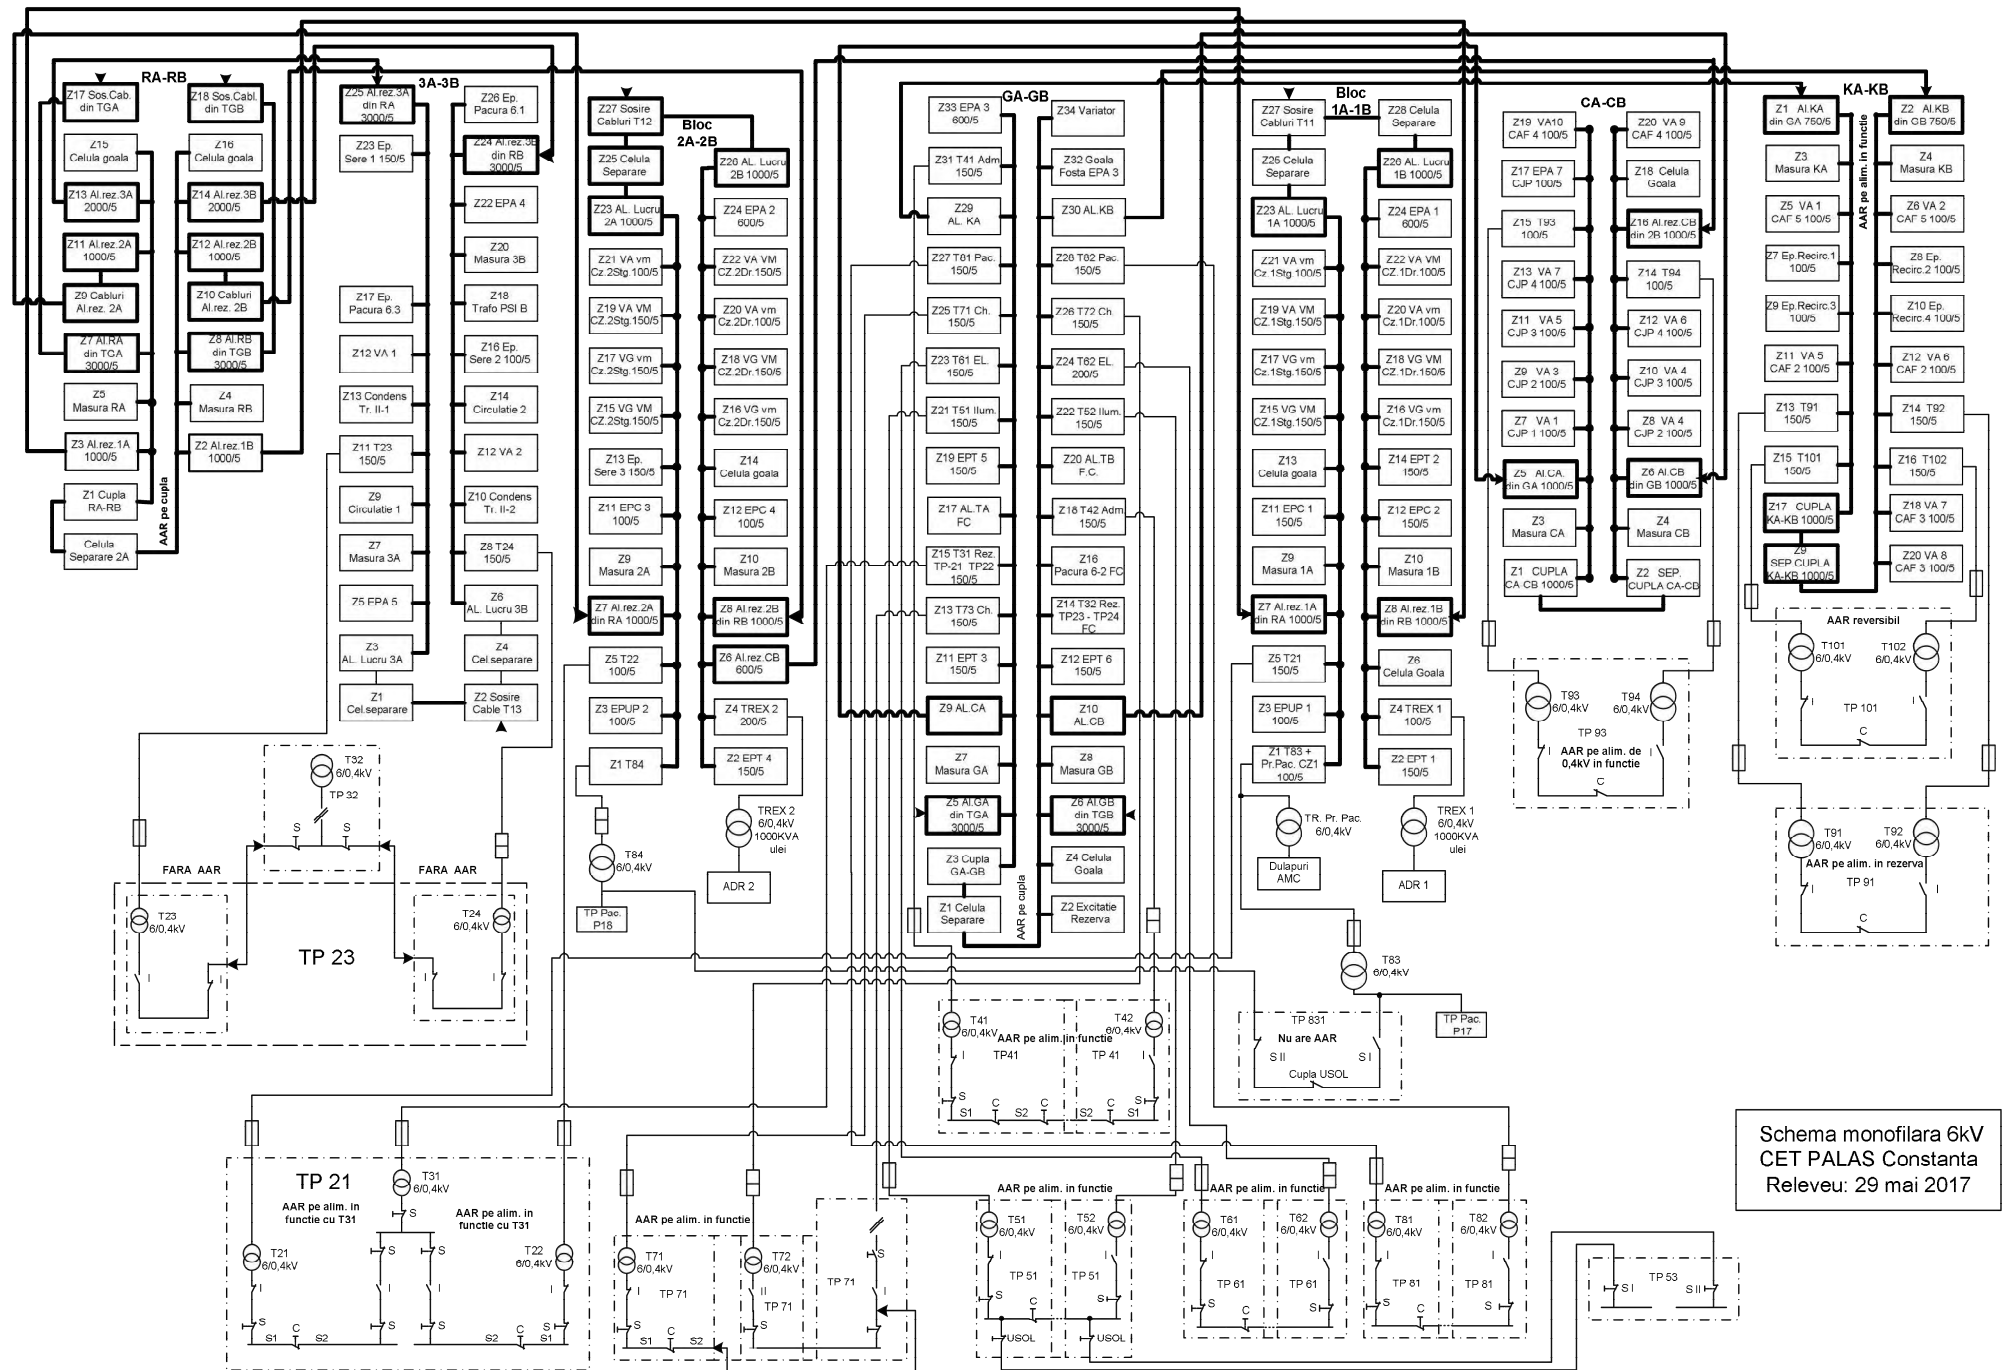 RA-RB
Z17 Sos.Cab.
din TGA
Z18 Sos.Cabl.
din TGB
Z15
Celula goala
Z16
Celula goala
Z13 Al.rez.3A
2000/5
Z14 Al.rez.3B
2000/5
Z11 Al.rez.2A
1000/5
Z12 Al.rez.2B
1000/5
Z9 Cabluri
Al.rez. 2A
Z10 Cabluri
Al.rez. 2B
Z7 Al.RA
din TGA
3000/5
Z8 Al.RB
din TGB
3000/5
Z5
Masura RA
Z4
Masura RB
Z3 Al.rez.1A
1000/5
Z2 Al.rez.1B
1000/5
Z1 Cupla
RA-RB
Celula
Separare 2A
AAR pe cupla
3A-3B
Z25 Al.rez.3A
din RA
3000/5
Z26 Ep.
Pacura 6.1
Z23 Ep.
Sere 1 150/5
Z24 Al.rez.3B
din RB
3000/5
Z22 EPA 4
Z20
Masura 3B
Z17 Ep.
Pacura 6.3
Z18
Trafo PSI B
Z12 VA 1
Z16 Ep.
Sere 2 100/5
Z13 Condens
Tr. II-1
Z14
Circulatie 2
Z11 T23
150/5
Z12 VA 2
Z9
Circulatie 1
Z10 Condens
Tr. II-2
Z7
Masura 3A
Z8 T24
150/5
Z5 EPA 5
Z6
AL. Lucru 3B
Z3
AL. Lucru 3A
Z4
Cel.separare
Z1
Cel.separare
Z2 Sosire
Cable T13
Bloc
2A-2B
Z27 Sosire
Cabluri T12
Z25 Celula
Separare
Z26 AL. Lucru
2B 1000/5
Z23 AL. Lucru
2A 1000/5
Z24 EPA 2
600/5
Z21 VA vm
Cz.2Stg.100/5
Z22 VA VM
CZ.2Dr.150/5
Z19 VA VM
CZ.2Stg.150/5
Z20 VA vm
Cz.2Dr.100/5
Z17 VG vm
Cz.2Stg.150/5
Z18 VG VM
CZ.2Dr.150/5
Z15 VG VM
CZ.2Stg.150/5
Z16 VG vm
Cz.2Dr.150/5
Z13 Ep.
Sere 3 150/5
Z14
Celula goala
Z11 EPC 3
100/5
Z12 EPC 4
100/5
Z9
Masura 2A
Z10
Masura 2B
Z7 Al.rez.2A
din RA 1000/5
Z8 Al.rez.2B
din RB 1000/5
Z5 T22
100/5
Z6 Al.rez.CB
600/5
Z3 EPUP 2
100/5
Z4 TREX 2
200/5
Z1 T84
Z2 EPT 4
150/5
GA-GB
Z33 EPA 3
600/5
Z34 Variator
Z31 T41 Adm
150/5
Z32 Goala
Fosta EPA 3
Z29
AL. KA
Z30 AL.KB
Z27 T81 Pac.
150/5
Z28 T82 Pac.
150/5
Z25 T71 Ch.
150/5
Z26 T72 Ch.
150/5
Z23 T61 EL.
150/5
Z24 T62 EL.
200/5
Z21 T51 Ilum.
150/5
Z22 T52 Ilum.
150/5
Z19 EPT 5
150/5
Z20 AL.TB
F.C.
Z17 AL.TA
FC
Z18 T42 Adm.
150/5
Z15 T31 Rez.
TP-21 TP22
150/5
Z16
Pacura 6-2 FC
Z13 T73 Ch.
150/5
Z14 T32 Rez.
TP23 - TP24
FC
Z11 EPT 3
150/5
Z12 EPT 6
150/5
Z9 AL.CA
Z10
AL.CB
Z7
Masura GA
Z8
Masura GB
Z5 Al.GA
din TGA
3000/5
Z6 Al.GB
din TGB
3000/5
Z3 Cupla
GA-GB
Z4 Celula
Goala
Z1 Celula
Separare
Z2 Excitatie
Rezerva
AAR pe cupla
Bloc
1A-1B
Z27 Sosire
Cabluri T11
Z28 Celula
Separare
Z25 Celula
Separare
Z26 AL. Lucru
1B 1000/5
Z23 AL. Lucru
1A 1000/5
Z24 EPA 1
600/5
Z21 VA vm
Cz.1Stg.100/5
Z22 VA VM
CZ.1Dr.150/5
Z19 VA VM
CZ.1Stg.150/5
Z20 VA vm
Cz.1Dr.100/5
Z17 VG vm
Cz.1Stg.150/5
Z18 VG VM
CZ.1Dr.150/5
Z15 VG VM
CZ.1Stg.150/5
Z16 VG vm
Cz.1Dr.150/5
Z13
Celula goala
Z14 EPT 2
150/5
Z11 EPC 1
150/5
Z12 EPC 2
150/5
Z9
Masura 1A
Z10
Masura 1B
Z7 Al.rez.1A
din RA 1000/5
Z8 Al.rez.1B
din RB 1000/5
Z5 T21
150/5
Z6
Celula Goala
Z3 EPUP 1
100/5
Z4 TREX 1
100/5
Z1 T83 +
Pr.Pac. CZ1
100/5
Z2 EPT 1
150/5
CA-CB
Z19 VA10
CAF 4 100/5
Z20 VA 9
CAF 4 100/5
Z17 EPA 7
CJP 100/5
Z18 Celula
Goala
Z15 T93
100/5
Z16 Al.rez.CB
din 2B 1000/5
Z13 VA 7
CJP 4 100/5
Z14 T94
100/5
Z11 VA 5
CJP 3 100/5
Z12 VA 6
CJP 4 100/5
Z9 VA 3
CJP 2 100/5
Z10 VA 4
CJP 3 100/5
Z7 VA 1
CJP 1 100/5
Z8 VA 4
CJP 2 100/5
Z5 Al.CA.
din GA 1000/5
Z6 Al.CB
din GB 1000/5
Z3
Masura CA
Z4
Masura CB
Z1 CUPLA
CA-CB 1000/5
Z2 SEP.
CUPLA CA-CB
KA-KB
Z1 Al.KA
din GA 750/5
Z2 Al.KB
din GB 750/5
Z3
Masura KA
Z4
Masura KB
Z5 VA 1
CAF 5 100/5
Z6 VA 2
CAF 5 100/5
Z7 Ep.Recirc.1
100/5
Z8 Ep.
Recirc.2 100/5
Z9 Ep.Recirc.3
100/5
Z10 Ep.
Recirc.4 100/5
Z11 VA 5
CAF 2 100/5
Z12 VA 6
CAF 2 100/5
Z13 T91
150/5
Z14 T92
150/5
Z15 T101
150/5
Z16 T102
150/5
Z17 CUPLA
KA-KB 1000/5
Z18 VA 7
CAF 3 100/5
Z9
SEP.CUPLA
KA-KB 1000/5
Z20 VA 8
CAF 3 100/5
AAR pe alim. in functie
AAR reversibil
T101
6/0,4kV
T102
6/0,4kV
I
I
TP 101
C
T93
6/0,4kV
T94
6/0,4kV
TP 93
I
I
AAR pe alim. de
0,4kV in functie
C
T91
6/0,4kV
T92
6/0,4kV
AAR pe alim. in rezerva
TP 91
I
I
C
T32
6/0,4kV
TP 32
S
S
FARA AAR
FARA AAR
T23
6/0,4kV
T24
6/0,4kV
TP 23
I
I
I
I
T84
6/0,4kV
TP Pac.
P18
TREX 2
6/0,4kV
1000KVA
ulei
ADR 2
TR. Pr. Pac.
6/0,4kV
Dulapuri
AMC
TREX 1
6/0,4kV
1000KVA
ulei
ADR 1
T83
6/0,4kV
TP Pac.
P17
TP 831
Nu are AAR
S II
S I
Cupla USOL
T41
6/0,4kV
T42
6/0,4kV
AAR pe alim.in functie
TP41
TP 41
I
I
S
S
S1
C
S2
C
S2
C
S1
TP 21
T31
6/0,4kV
S
AAR pe alim. in
functie cu T31
AAR pe alim. in
functie cu T31
T21
6/0,4kV
T22
6/0,4kV
S
S
I
I
I
I
S
S
S
S
S1
C
S2
S2
C
S1
AAR pe alim. in functie
T71
6/0,4kV
T72
6/0,4kV
I
II
TP 71
TP 71
TP 71
S
I
S
S
S1
C
S2
AAR pe alim. in functie
T51
6/0,4kV
T52
6/0,4kV
I
I
TP 51
TP 51
S
S
C
USOL
USOL
AAR pe alim. in functie
T61
6/0,4kV
T62
6/0,4kV
I
I
TP 61
TP 61
S
S
C
AAR pe alim. in functie
T81
6/0,4kV
T82
6/0,4kV
I
I
TP 81
TP 81
S
S
C
TP 53
S I
S II
Schema monofilara 6kV
CET PALAS Constanta
Releveu: 29 mai 2017